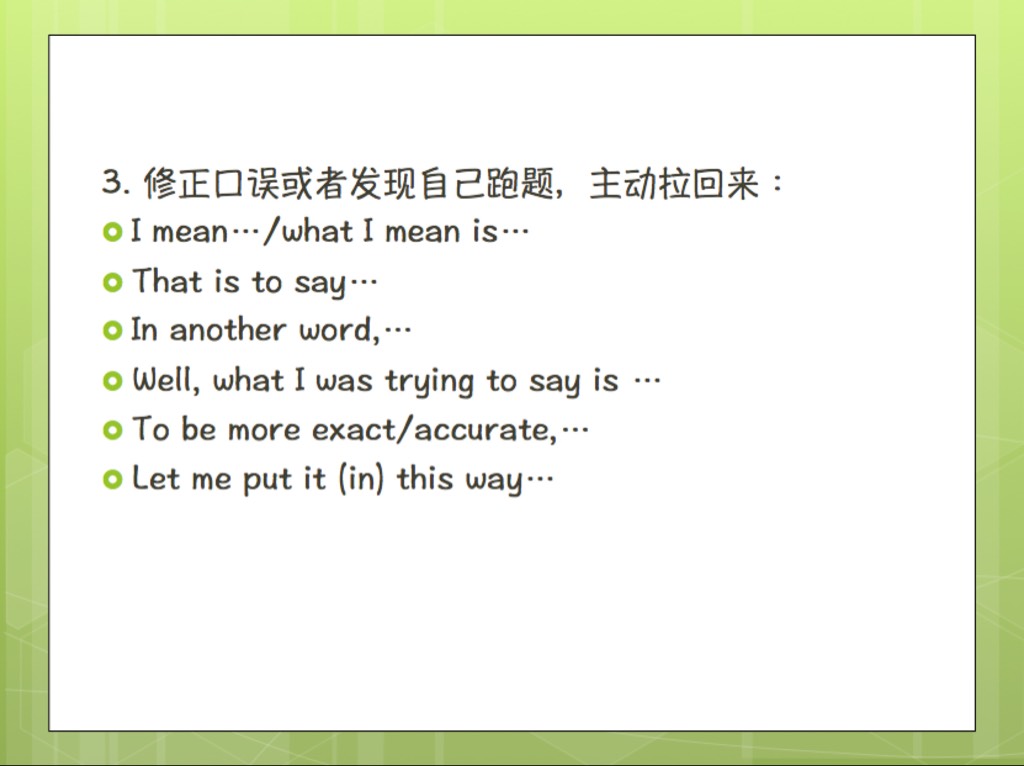 3. 修正口误或者发现自己跑题，主动拉回来：
I mean…/what I mean is…
That is to say…
In another word,…
Well, what I was trying to say is …
To be more exact/accurate,…
Let me put it (in) this way…